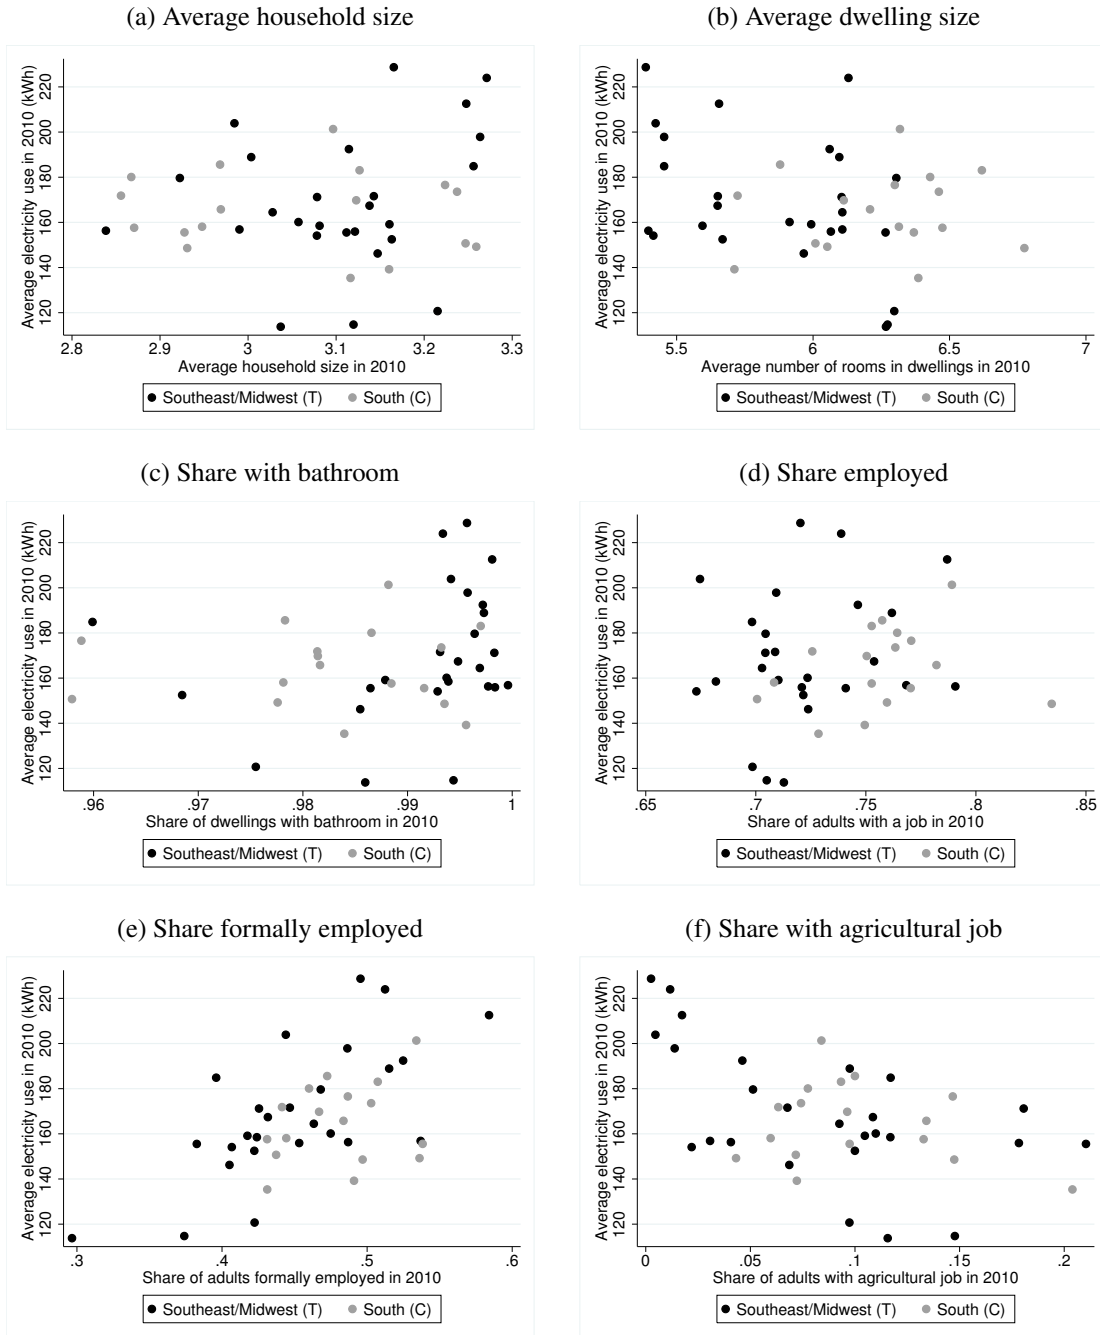 (a) Average household size
Average electricity use in 2010 (kWh)
220
200
180
160
140
120
2.8 2.9 3 3.1 3.2 3.3
Average household size in 2010
Southeast/Midwest (T) South (C)
(b) Average dwelling size
Average electricity use in 2010 (kWh)
220
200
180
160
140
120
5.5 6 6.5 7
Average number of rooms in dwellings in 2010
Southeast/Midwest (T) South (C)
(c) Share with bathroom
Average electricity use in 2010 (kWh)
220
200
180
160
140
120
.96 .97 .98 .99 1
Share of dwellings with bathroom in 2010
Southeast/Midwest (T) South (C)
(d) Share employed
Average electricity use in 2010 (kWh)
220
200
180
160
140
120
.65 .7 .75 .8 .85
Share of adults with a job in 2010
Southeast/Midwest (T) South (C)
(e) Share formally employed
Average electricity use in 2010 (kWh)
220
200
180
160
140
120
.3 .4 .5 .6
Share of adults formally employed in 2010
Southeast/Midwest (T) South (C)
(f) Share with agricultural job
Average electricity use in 2010 (kWh)
220
200
180
160
140
120
0 .05 .1 .15 .2
Share of adults with agricultural job in 2010
Southeast/Midwest (T) South (C)